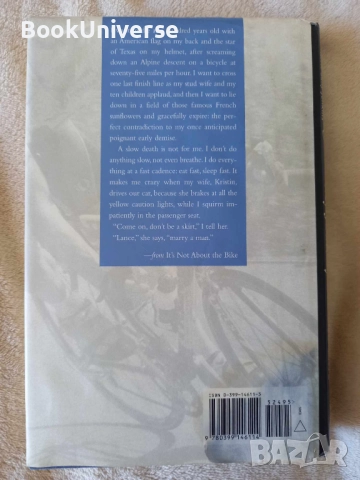 BookUniverse
years old with
an American flag on my back and the star
of Texas on my helmet, after screaming
down an Alpine descent on a bicycle at
seventy-five miles per hour. I want to cross
one last finish line as my stud wife and my
ten children applaud, and then I want to lie
down in a field of those famous French
sunflowers and gracefully expire, the per-
fect contradiction to my once anticipated
poignant early demise.
A slow death is not for me. I don't do
anything slow, not even breathe. I do every-
thing at a fast cadence: eat fast, sleep fast. It
makes me crazy when my wife, Kristin,
drives our car, because she brakes at all the
yellow caution lights, while I squirm im-
patiently in the passenger seat.
"Come on, don't be a skirt," I tell her.
"Lance," she says, "marry a man."
—from It's Not About the Bike
ISBN 0-399-14611-3
52495
9 780399 146114
BAZAR